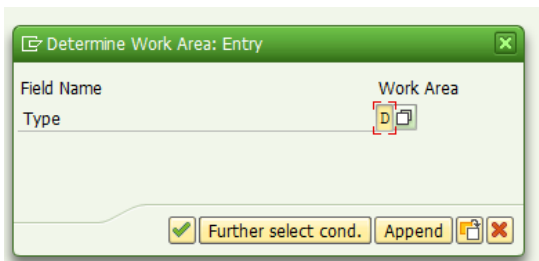 Determine Work Area: Entry
Field Name Work Area
Type D
Further select cond. Append